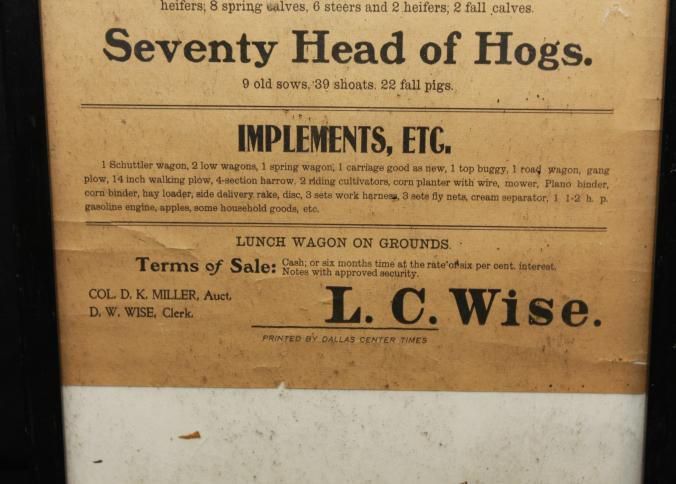 heifers; 8 spring calves, 6 steers and 2 heifers; 2 fall calves.
Seventy Head of Hogs.
9 old sows, 39 shoats. 22 fall pigs.
IMPLEMENTS, ETC.
1 Schuttler wagon, 2 low wagons, 1 spring wagon, 1 carriage good as new, 1 top buggy, 1 road wagon, gang
plow, 14 inch walking plow, 4-section harrow, 2 riding cultivators, corn planter with wire, mower, Plano binder,
corn binder, hay loader, side delivery rake, disc, 3 sets work harness, 3 sets fly nets, cream separator, 1 1-2 h. p.
gasoline engine, apples, some household goods, etc.
LUNCH WAGON ON GROUNDS.
Terms of Sale: Cash; or six months time at the rate of six per cent. interest.
Notes with approved security.
COL. D. K. MILLER, Auct.
D. W. WISE, Clerk.
L. C. Wise.
PRINTED BY DALLAS CENTER TIMES